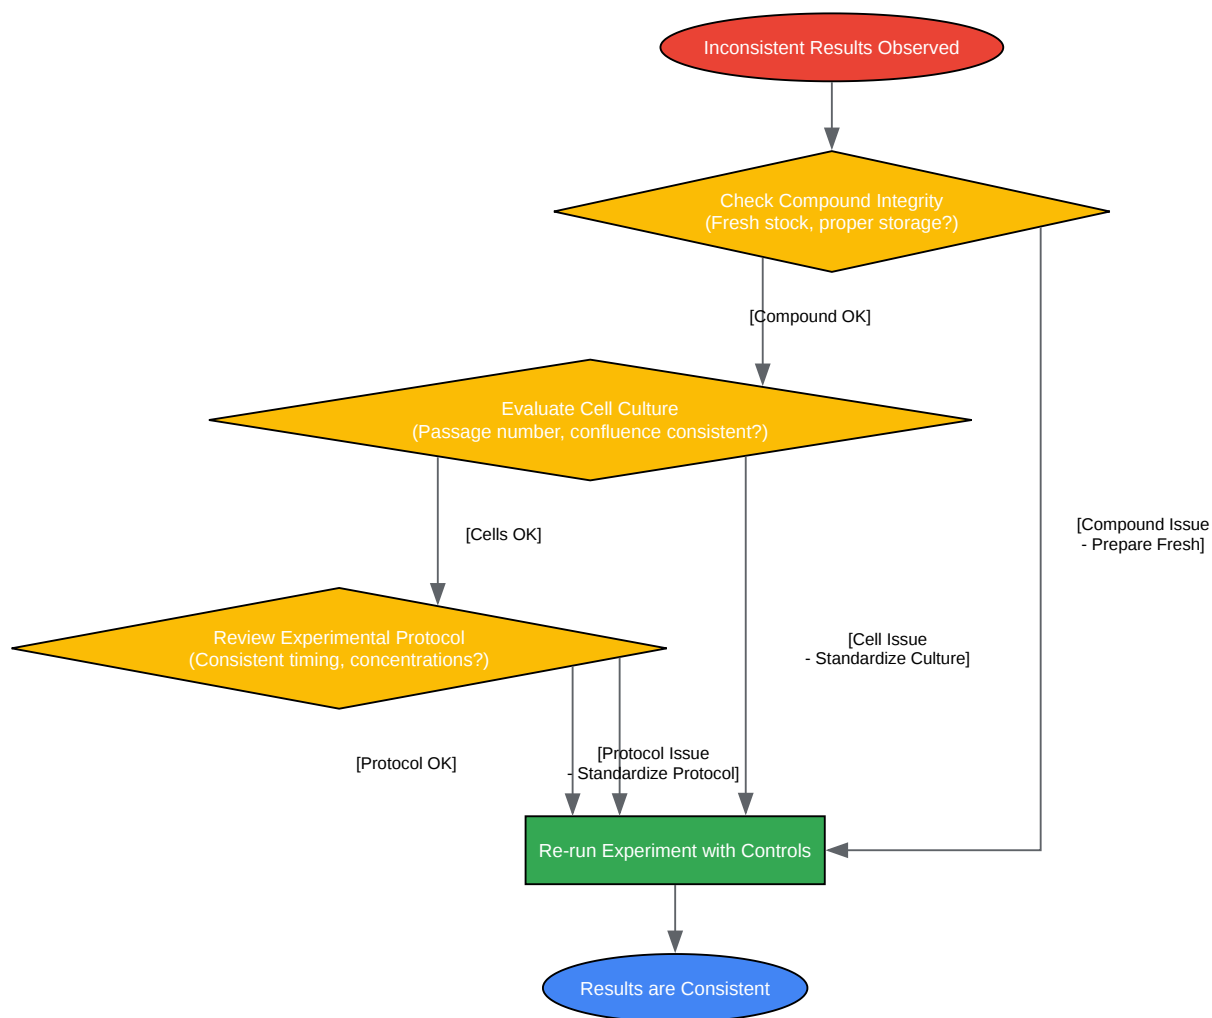 Inconsistent Results Observed
Check Compound Integrity
(Fresh stock, proper storage?)
[Compound OK]
Evaluate Cell Culture
(Passage number, confluence consistent?)
[Cells OK]
[Compound Issue
- Prepare Fresh]
Review Experimental Protocol
(Consistent timing, concentrations?)
[Cell Issue
- Standardize Culture]
[Protocol OK]
[Protocol Issue
- Standardize Protocol]
Re-run Experiment with Controls
Results are Consistent